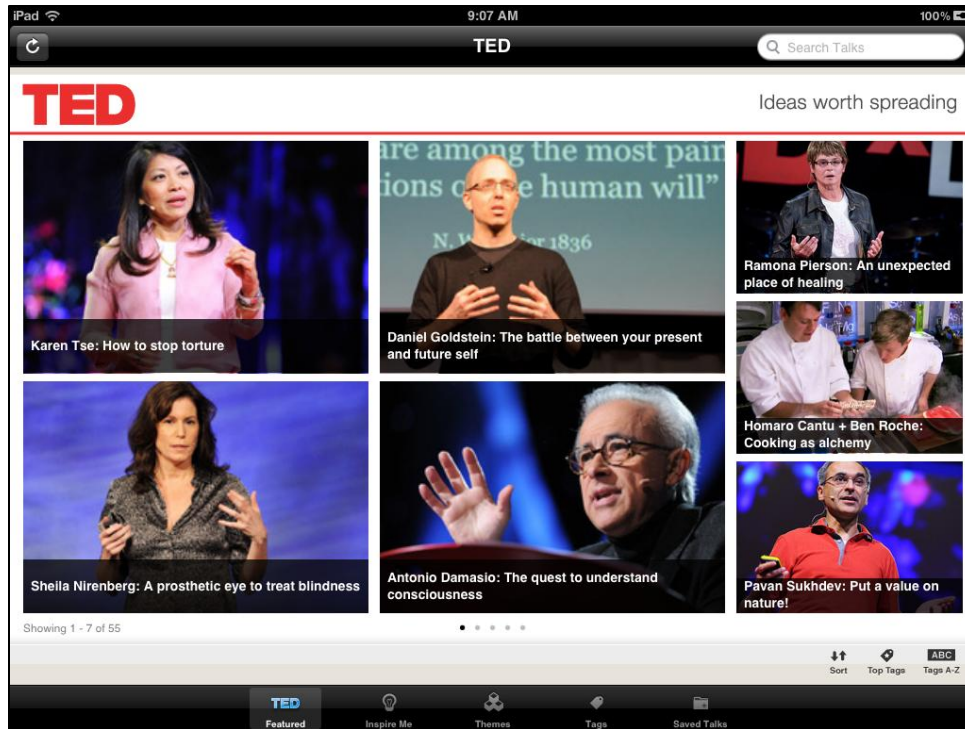 iPad 9:07 AM 100%
TED Search Talks
TED Ideas worth spreading
are among the most pain
tions of the human will”
1836
Karen Tse: How to stop torture
Daniel Goldstein: The battle between your present
and future self
Ramona Pierson: An unexpected
place of healing
Homaro Cantu + Ben Roche:
Cooking as alchemy
Sheila Nirenberg: A prosthetic eye to treat blindness
Antonio Damasio: The quest to understand
consciousness
Pavan Sukhdev: Put a value on
nature!
Showing 1 - 7 of 55
ABC
Sort Top Tags Tags A-Z
TED
Featured Inspire Me Themes Tags Saved Talks